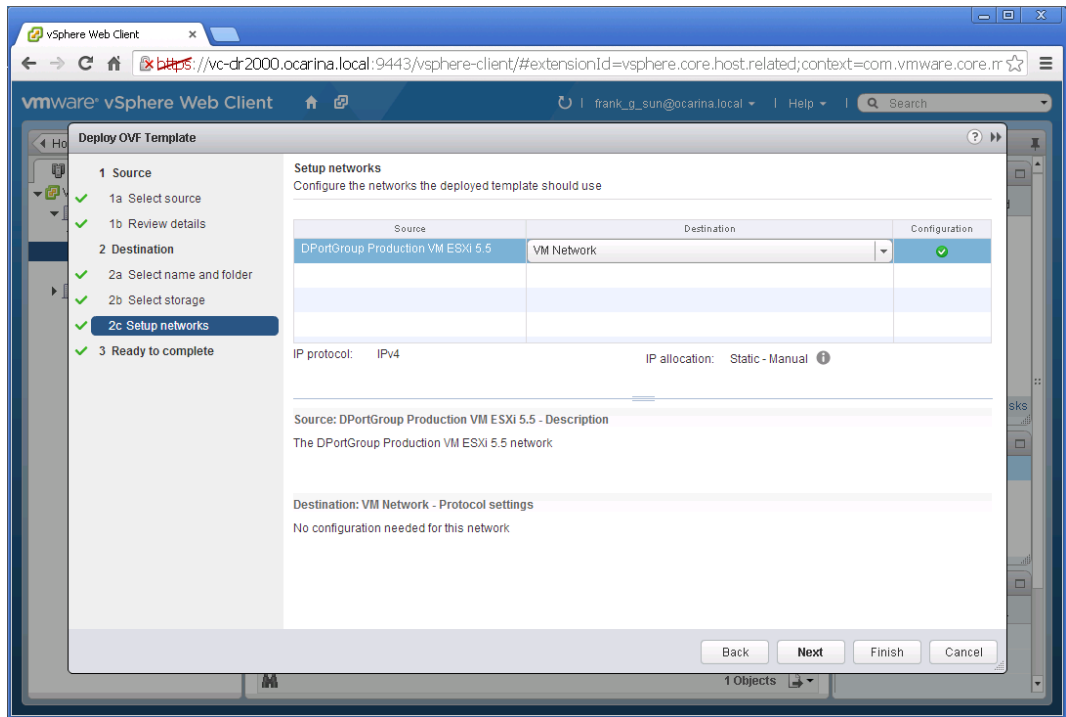 vSphere Web Client
https://vc-dr2000.ocarina.local:9443/vsphere-client/#extensionId=vsphere.core.host.related;context=com.vmware.core.m
vmware® vSphere Web Client
frank_g_sun@ocarina.local
Help
Search
Ho
Deploy OVF Template
1 Source
1a Select source
1b Review details
2 Destination
2a Select name and folder
2b Select storage
2c Setup networks
3 Ready to complete
Setup networks
Configure the networks the deployed template should use
Source Destination Configuration
DPortGroup Production VM ESXi 5.5 VM Network
IP protocol: IPv4 IP allocation: Static - Manual
Source: DPortGroup Production VM ESXi 5.5 - Description
The DPortGroup Production VM ESXi 5.5 network
Destination: VM Network - Protocol settings
No configuration needed for this network
sks
Back Next Finish Cancel
1 Objects